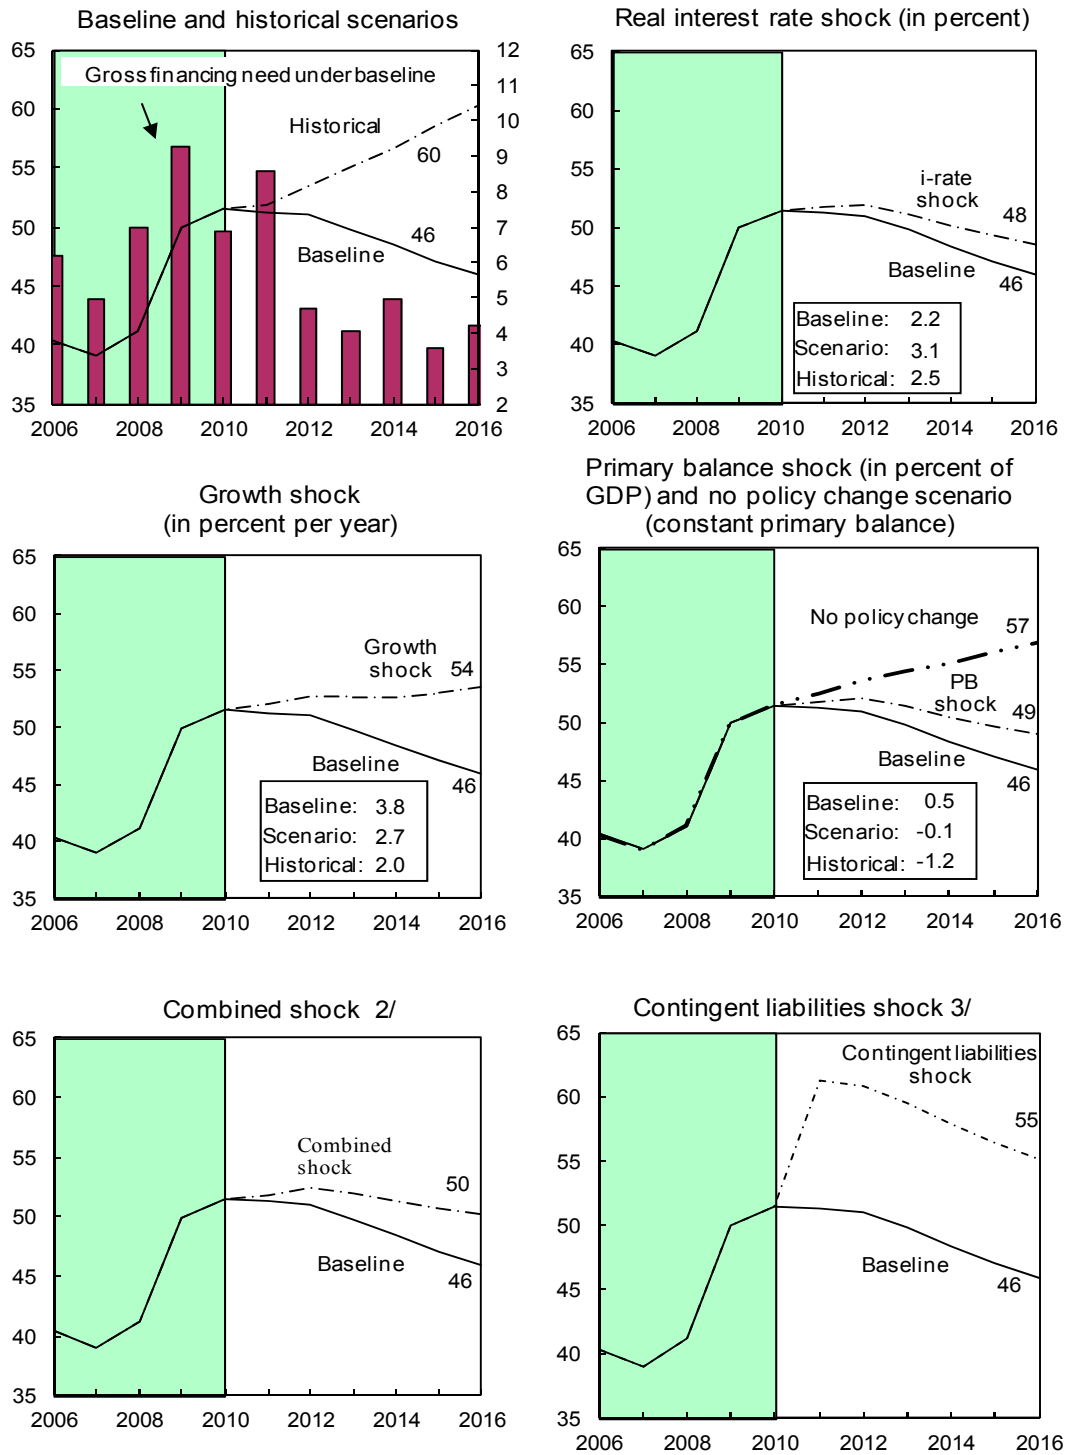 Baseline and historical scenarios
65
60
55
50
45
40
35
12
11
10
9
8
7
6
5
4
3
2
Gross financing need under baseline
Historical
60
46
Baseline
2006 2008 2010 2012 2014 2016
Real interest rate shock (in percent)
65
60
55
50
45
40
35
i-rate
shock
48
Baseline
46
Baseline: 2.2
Scenario: 3.1
Historical: 2.5
2006 2008 2010 2012 2014 2016
Growth shock
(in percent per year)
65
60
55
50
45
40
35
Growth
shock
54
Baseline
46
Baseline: 3.8
Scenario: 2.7
Historical: 2.0
2006 2008 2010 2012 2014 2016
Primary balance shock (in percent of
GDP) and no policy change scenario
(constant primary balance)
65
60
55
50
45
40
35
No policy change
57
PB
shock
49
Baseline
46
Baseline: 0.5
Scenario: -0.1
Historical: -1.2
2006 2008 2010 2012 2014 2016
Combined shock 2/
65
60
55
50
45
40
35
Combined
shock
50
Baseline
46
2006 2008 2010 2012 2014 2016
Contingent liabilities shock 3/
65
60
55
50
45
40
35
Contingent liabilities
shock
55
Baseline
46
2006 2008 2010 2012 2014 2016